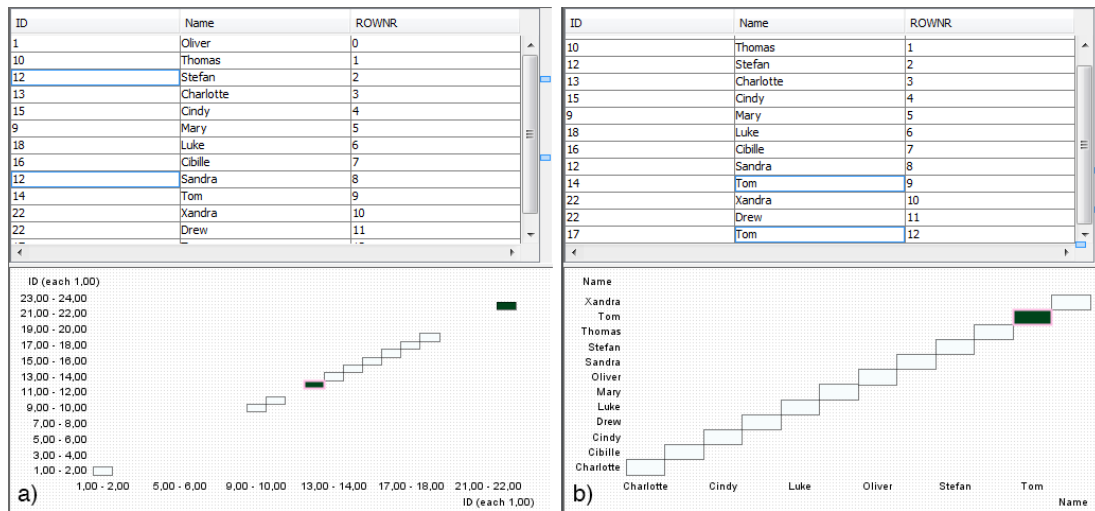 ID Name ROWNR
1 Oliver 0
10 Thomas 1
12 Stefan 2
13 Charlotte 3
15 Cindy 4
9 Mary 5
18 Luke 6
16 Cibille 7
12 Sandra 8
14 Tom 9
22 Xandra 10
22 Drew 11
ID (each 1,00)
23,00 - 24,00
21,00 - 22,00
19,00 - 20,00
17,00 - 18,00
15,00 - 16,00
13,00 - 14,00
11,00 - 12,00
9,00 - 10,00
7,00 - 8,00
5,00 - 6,00
3,00 - 4,00
1,00 - 2,00
1,00 - 2,00 5,00 - 6,00 9,00 - 10,00 13,00 - 14,00 17,00 - 18,00 21,00 - 22,00
a) ID (each 1,00)
ID Name ROWNR
10 Thomas 1
12 Stefan 2
13 Charlotte 3
15 Cindy 4
9 Mary 5
18 Luke 6
16 Cibille 7
12 Sandra 8
14 Tom 9
22 Xandra 10
22 Drew 11
17 Tom 12
Name
Xandra
Tom
Thomas
Stefan
Sandra
Oliver
Mary
Luke
Drew
Cindy
Cibille
Charlotte
Charlotte Cindy Luke Oliver Stefan Tom
b) Name